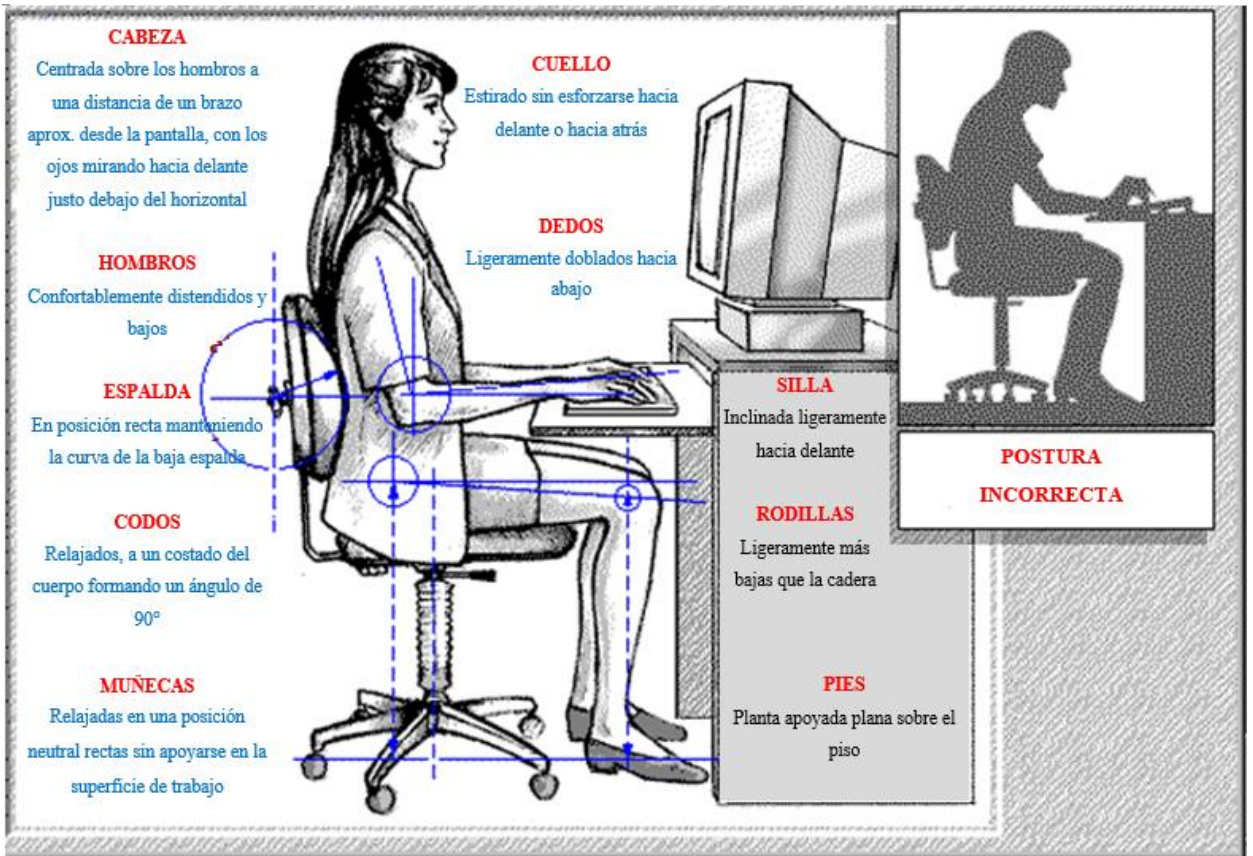 CABEZA
Centrada sobre los hombros a
una distancia de un brazo
aprox. desde la pantalla, con los
ojos mirando hacia delante
justo debajo del horizontal
HOMBROS
Confortablemente distendidos y
bajos
ESPALDA
En posición recta manteniendo
la curva de la baja espalda
CODOS
Relajados, a un costado del
cuerpo formando un ángulo de
90°
MUÑECAS
Relajadas en una posición
neutral rectas sin apoyarse en la
superficie de trabajo
CUELLO
Estirado sin esforzarse hacia
delante o hacia atrás
DEDOS
Ligeramente doblados hacia
abajo
SILLA
Inclinada ligeramente
hacia delante
RODILLAS
Ligeramente más
bajas que la cadera
PIES
Planta apoyada plana sobre el
piso
POSTURA
INCORRECTA